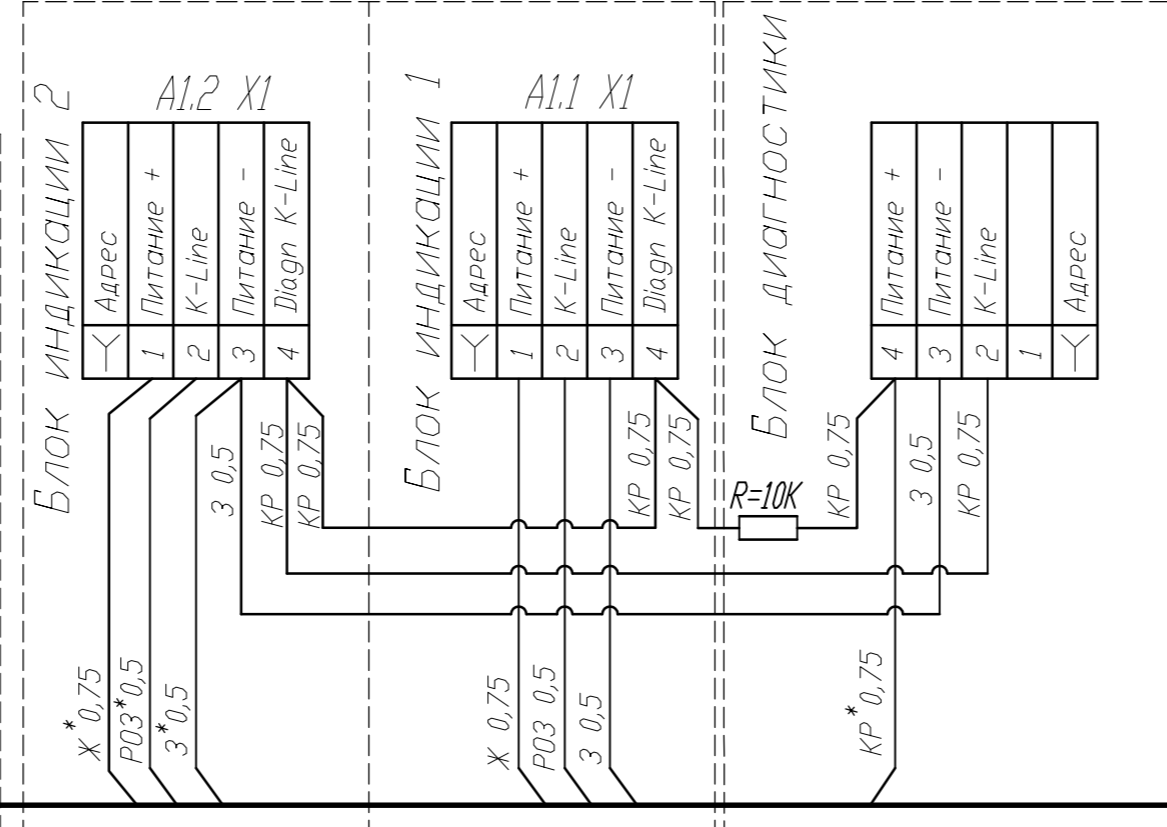 Блок индикации 2
А1.2 X1
Адрес
Питание +
K-Line
Питание -
Diagn K-Line
1
2
3
4
З 0,5
КР 0,75
КР 0,75
Ж* 0,75
РОЗ*0,5
З*0,5
Блок индикации 1
А1.1 X1
Адрес
Питание +
K-Line
Питание -
Diagn K-Line
1
2
3
4
КР 0,75
КР 0,75
Ж 0,75
РОЗ 0,5
З 0,5
R=10К
Блок диагностики
Питание +
Питание -
K-Line
Адрес
4
3
2
1
КР 0,75
З 0,5
КР 0,75
КР* 0,75